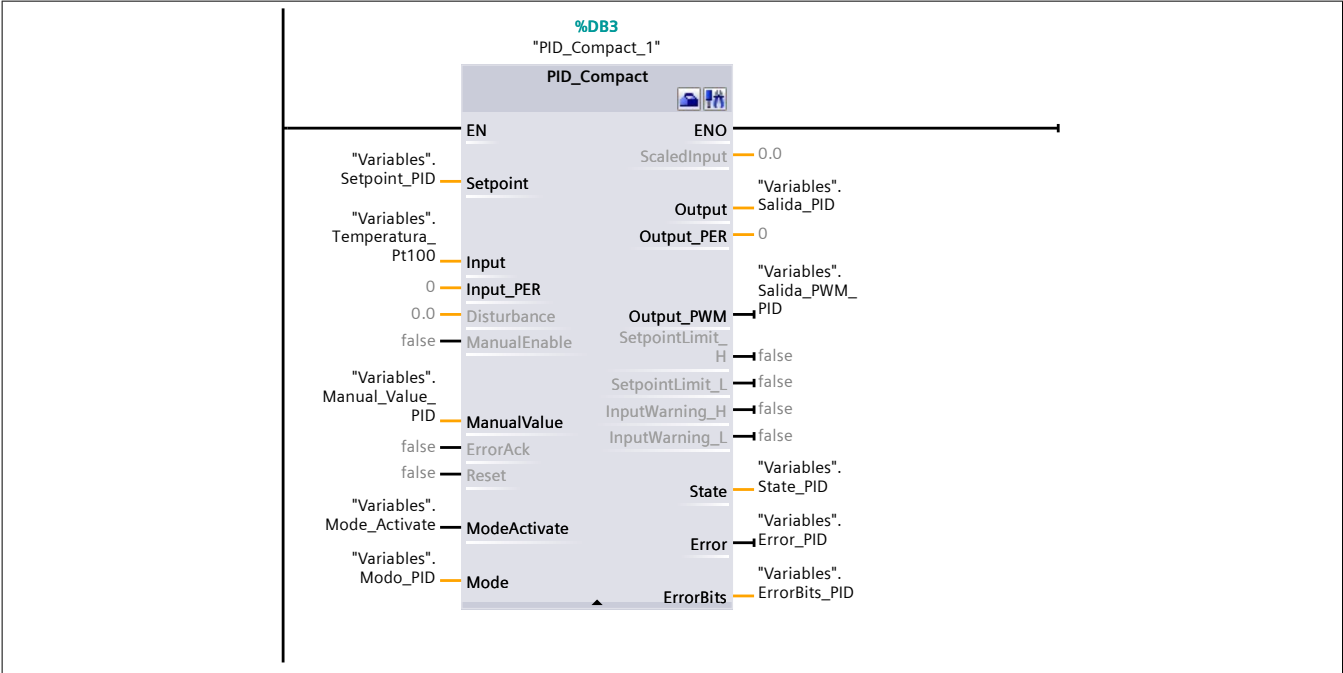 %DB3
"PID_Compact_1"
PID_Compact
EN
ENO
ScaledInput
0.0
"Variables".
Setpoint_PID
Setpoint
"Variables".
Salida_PID
Output
Output_PER
0
"Variables".
Temperatura_
Pt100
Input
0
Input_PER
"Variables".
Salida_PWM_
PID
Output_PWM
0.0
Disturbance
false
ManualEnable
SetpointLimit_
H
false
SetpointLimit_L
false
"Variables".
Manual_Value_
PID
ManualValue
InputWarning_H
false
InputWarning_L
false
false
ErrorAck
false
Reset
"Variables".
State_PID
State
"Variables".
Mode_Activate
ModeActivate
"Variables".
Error_PID
Error
"Variables".
Modo_PID
Mode
"Variables".
ErrorBits_PID
ErrorBits